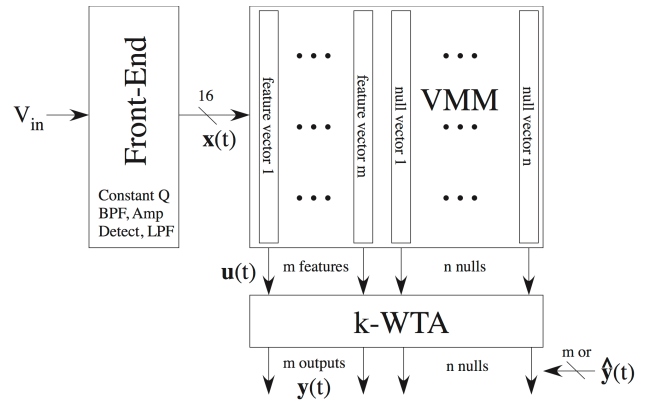 V_in
Front-End
Constant Q
BPF, Amp
Detect, LPF
16
x(t)
feature vector 1
feature vector m
null vector 1
VMM
null vector n
u(t)
m features
n nulls
k-WTA
m outputs
n nulls
y(t)
m or
ŷ(t)